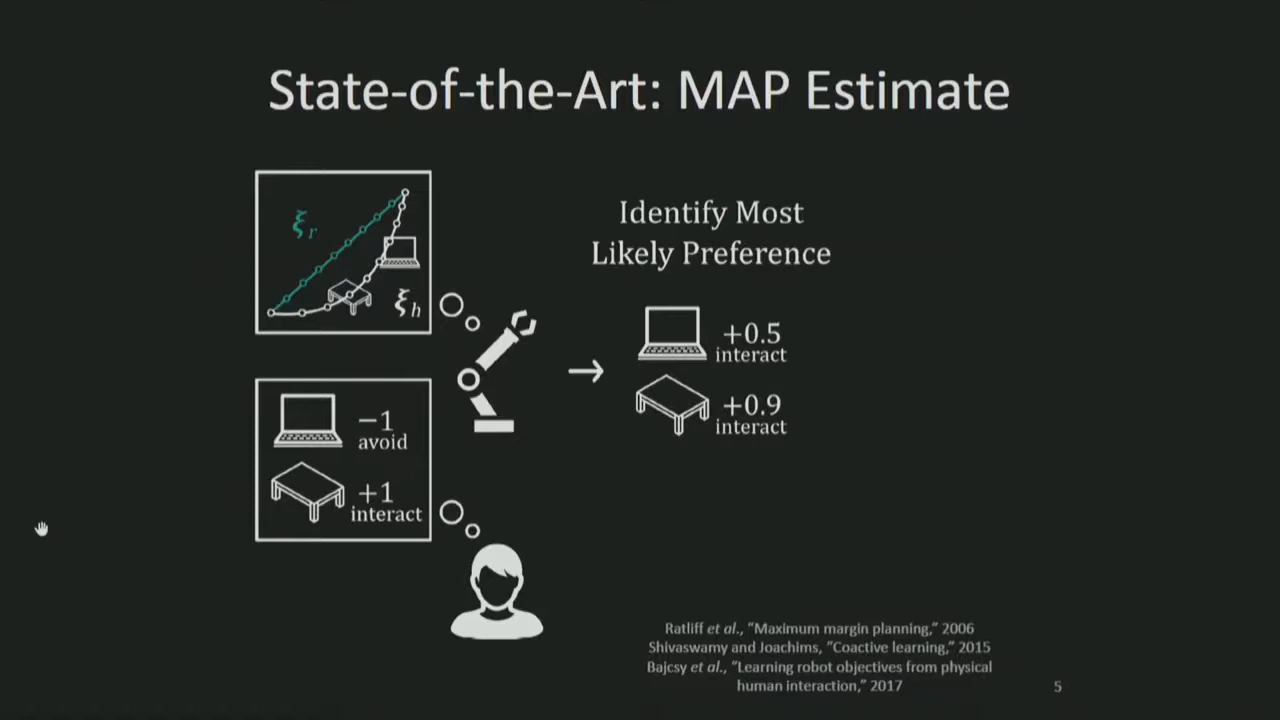 State-of-the-Art: MAP Estimate
ξr
ξh
Identify Most
Likely Preference
+0.5
interact
+0.9
interact
−1
avoid
+1
interact
Ratliff et al., “Maximum margin planning,” 2006
Shivaswamy and Joachims, “Coactive learning,” 2015
Bajcsy et al., “Learning robot objectives from physical
human interaction,” 2017
5